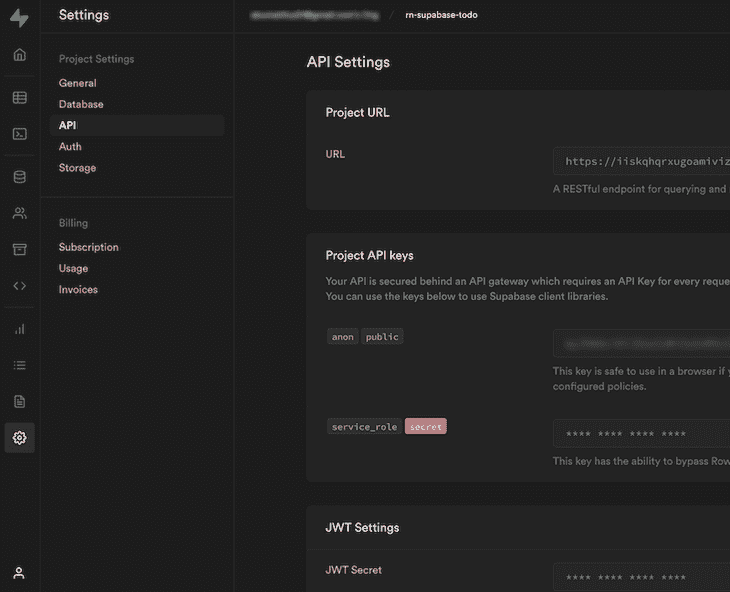 Settings
rn-supabase-todo
Project Settings
General
Database
API
Auth
Storage
Billing
Subscription
Usage
Invoices
API Settings
Project URL
URL
https://iiskqhqrxugoamiviz
A RESTful endpoint for querying and
Project API keys
Your API is secured behind an API gateway which requires an API Key for every reque
You can use the keys below to use Supabase client libraries.
anon public
This key is safe to use in a browser if
configured policies.
service_role secret
**** **** **** ****
This key has the ability to bypass Row
JWT Settings
JWT Secret
**** **** **** ****